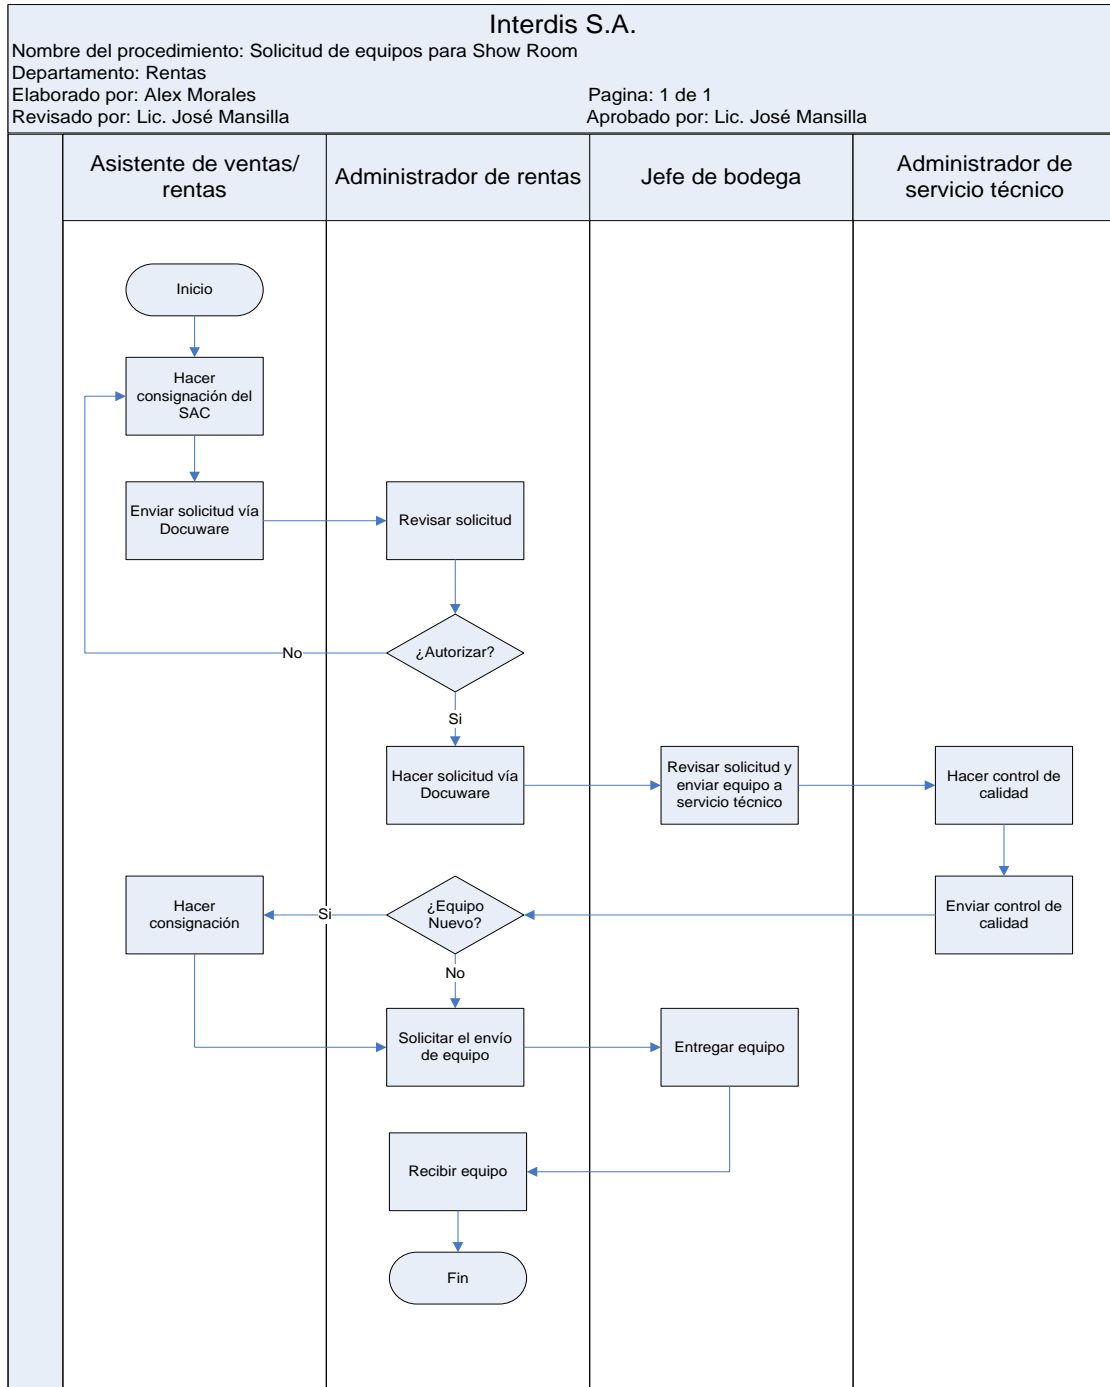 Interdis S.A.
Nombre del procedimiento: Solicitud de equipos para Show Room
Departamento: Rentas
Elaborado por: Alex Morales
Pagina: 1 de 1
Revisado por: Lic. José Mansilla
Aprobado por: Lic. José Mansilla
Asistente de ventas/
rentas
Administrador de rentas
Jefe de bodega
Administrador de
servicio técnico
Inicio
Hacer
consignación del
SAC
Enviar solicitud vía
Docuware
Revisar solicitud
¿Autorizar?
No
Si
Hacer solicitud vía
Docuware
Revisar solicitud y
enviar equipo a
servicio técnico
Hacer control de
calidad
Enviar control de
calidad
¿Equipo
Nuevo?
Si
Hacer
consignación
No
Solicitar el envío
de equipo
Entregar equipo
Recibir equipo
Fin